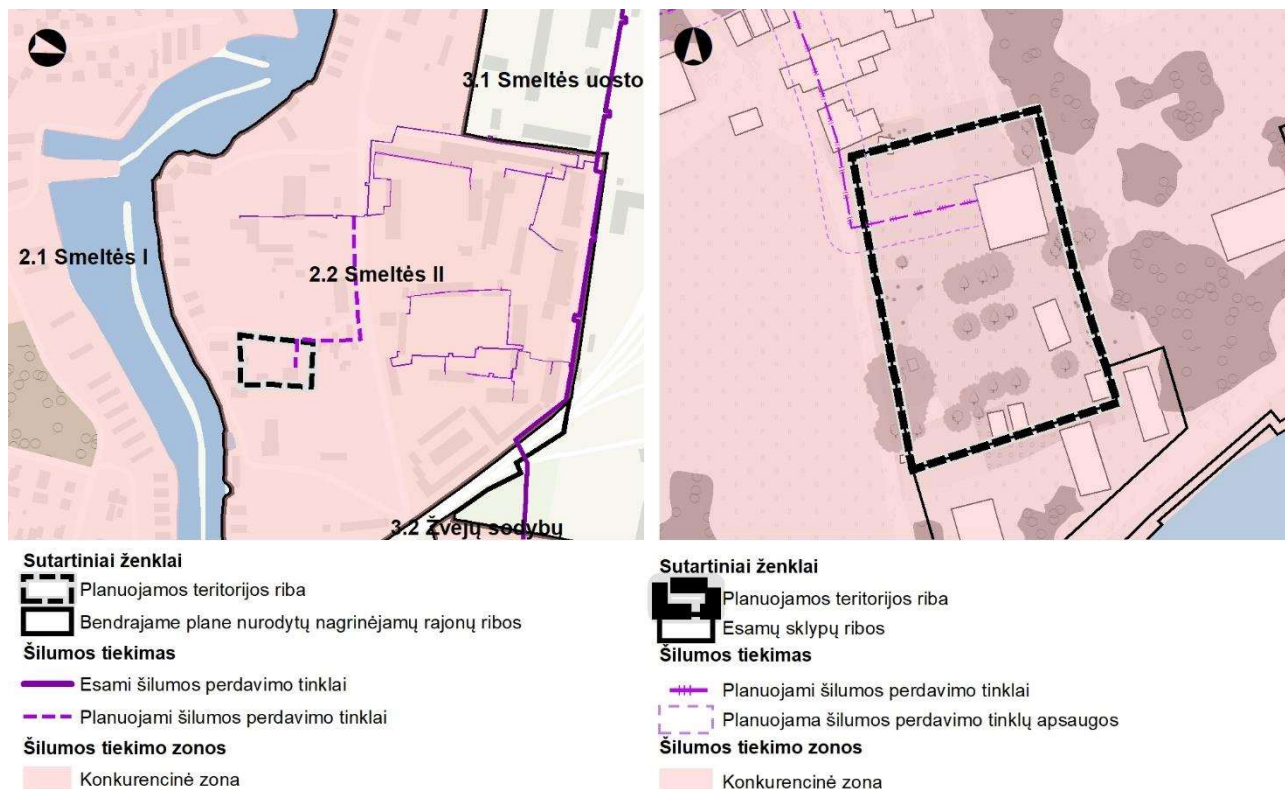 3.1 Smeltės uosto
2.1 Smeltės I
2.2 Smeltės II
3.2 Žvejų sodybų
Sutartiniai ženklai
Planuojamos teritorijos riba
Bendrajame plane nurodytų nagrinėjamų rajonų ribos
Šilumos tiekimas
Esami šilumos perdavimo tinklai
Planuojami šilumos perdavimo tinklai
Šilumos tiekimo zonos
Konkurencinė zona
Sutartiniai ženklai
Planuojamos teritorijos riba
Esamų sklypų ribos
Šilumos tiekimas
Planuojami šilumos perdavimo tinklai
Planuojama šilumos perdavimo tinklų apsaugos
Šilumos tiekimo zonos
Konkurencinė zona